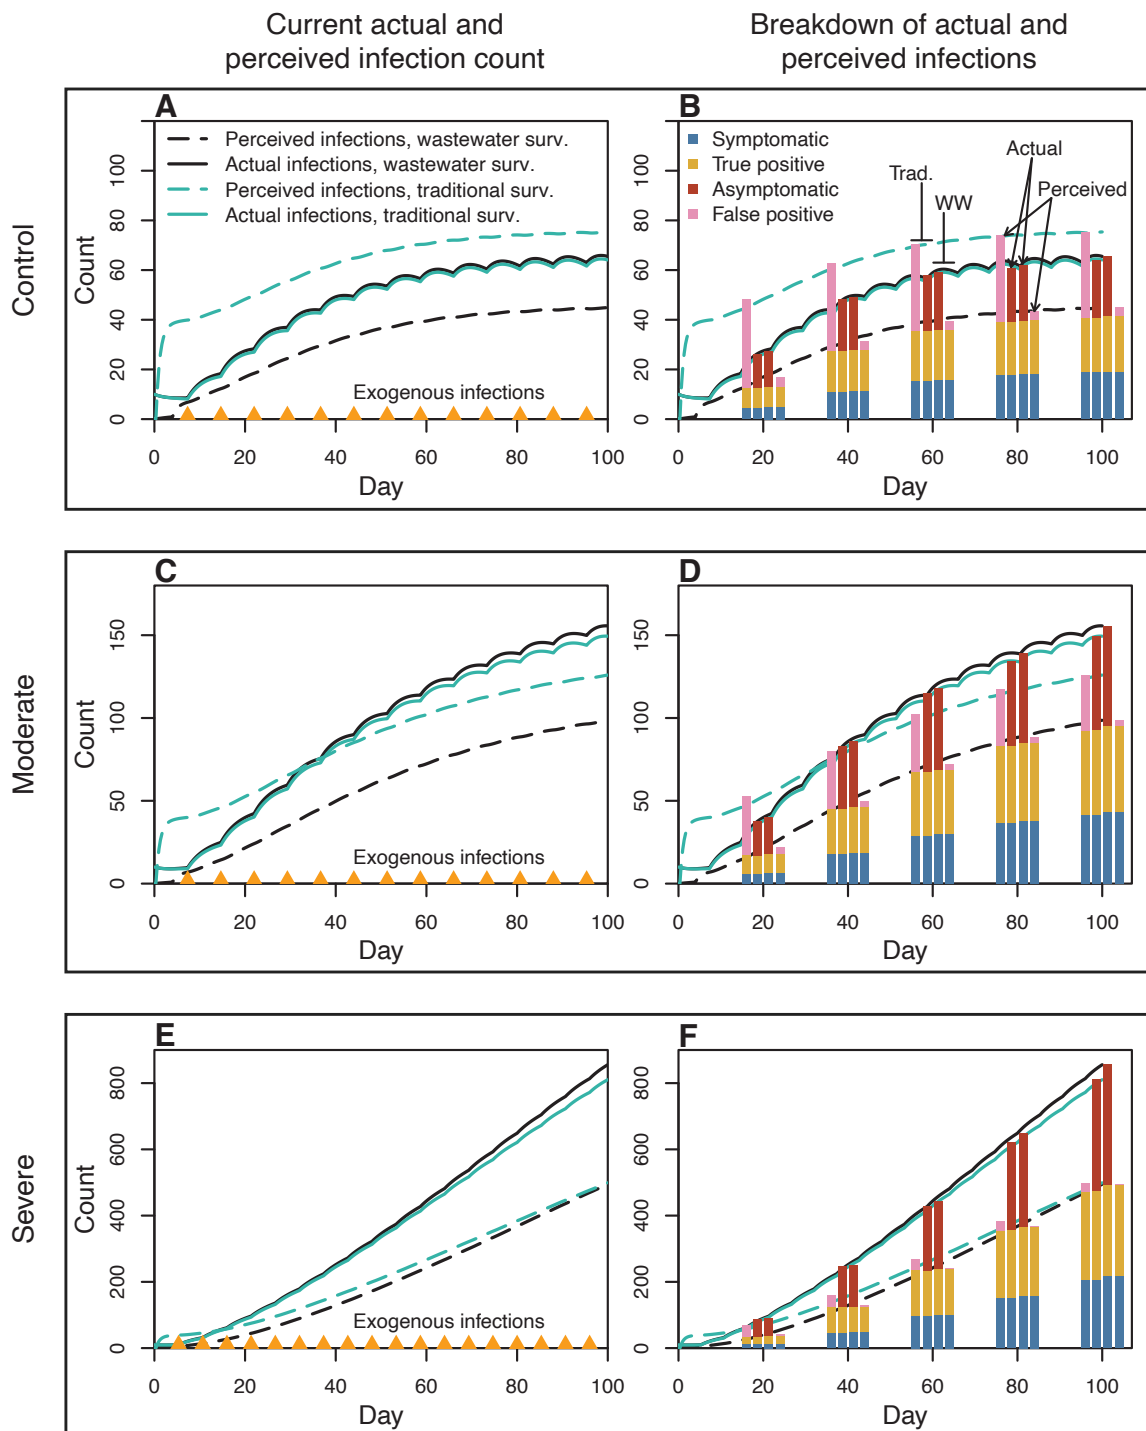 Current actual and
perceived infection count
Breakdown of actual and
perceived infections
Control
A
Perceived infections, wastewater surv.
Actual infections, wastewater surv.
Perceived infections, traditional surv.
Actual infections, traditional surv.
Exogenous infections
Count
0 20 40 60 80 100
Day
0 20 40 60 80 100
B
Symptomatic
True positive
Asymptomatic
False positive
Trad.
WW
Actual
Perceived
0 20 40 60 80 100
Day
0 20 40 60 80 100
Moderate
C
Exogenous infections
Count
0 50 100 150
Day
0 20 40 60 80 100
D
0 50 100 150
Day
0 20 40 60 80 100
Severe
E
Exogenous infections
Count
0 200 400 600 800
Day
0 20 40 60 80 100
F
0 200 400 600 800
Day
0 20 40 60 80 100